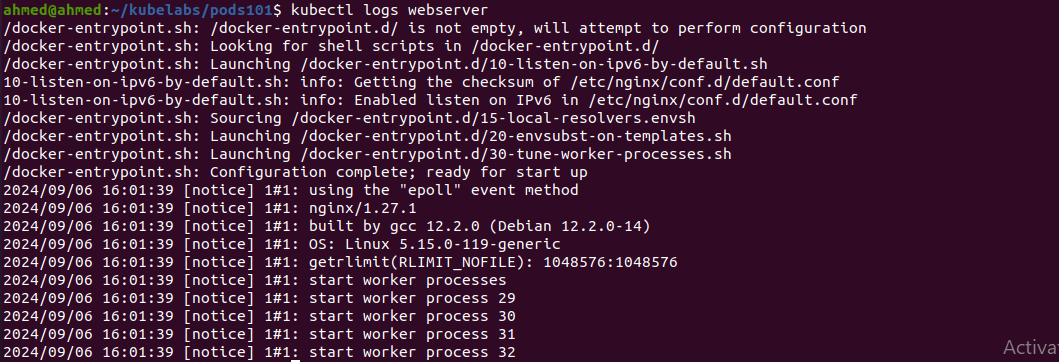 ahmed@ahmed:~/kubelabs/pods101$ kubectl logs webserver
/docker-entrypoint.sh: /docker-entrypoint.d/ is not empty, will attempt to perform configuration
/docker-entrypoint.sh: Looking for shell scripts in /docker-entrypoint.d/
/docker-entrypoint.sh: Launching /docker-entrypoint.d/10-listen-on-ipv6-by-default.sh
10-listen-on-ipv6-by-default.sh: info: Getting the checksum of /etc/nginx/conf.d/default.conf
10-listen-on-ipv6-by-default.sh: info: Enabled listen on IPv6 in /etc/nginx/conf.d/default.conf
/docker-entrypoint.sh: Sourcing /docker-entrypoint.d/15-local-resolvers.envsh
/docker-entrypoint.sh: Launching /docker-entrypoint.d/20-envsubst-on-templates.sh
/docker-entrypoint.sh: Launching /docker-entrypoint.d/30-tune-worker-processes.sh
/docker-entrypoint.sh: Configuration complete; ready for start up
2024/09/06 16:01:39 [notice] 1#1: using the "epoll" event method
2024/09/06 16:01:39 [notice] 1#1: nginx/1.27.1
2024/09/06 16:01:39 [notice] 1#1: built by gcc 12.2.0 (Debian 12.2.0-14)
2024/09/06 16:01:39 [notice] 1#1: OS: Linux 5.15.0-119-generic
2024/09/06 16:01:39 [notice] 1#1: getrlimit(RLIMIT_NOFILE): 1048576:1048576
2024/09/06 16:01:39 [notice] 1#1: start worker processes
2024/09/06 16:01:39 [notice] 1#1: start worker process 29
2024/09/06 16:01:39 [notice] 1#1: start worker process 30
2024/09/06 16:01:39 [notice] 1#1: start worker process 31
2024/09/06 16:01:39 [notice] 1#1: start worker process 32
Activa